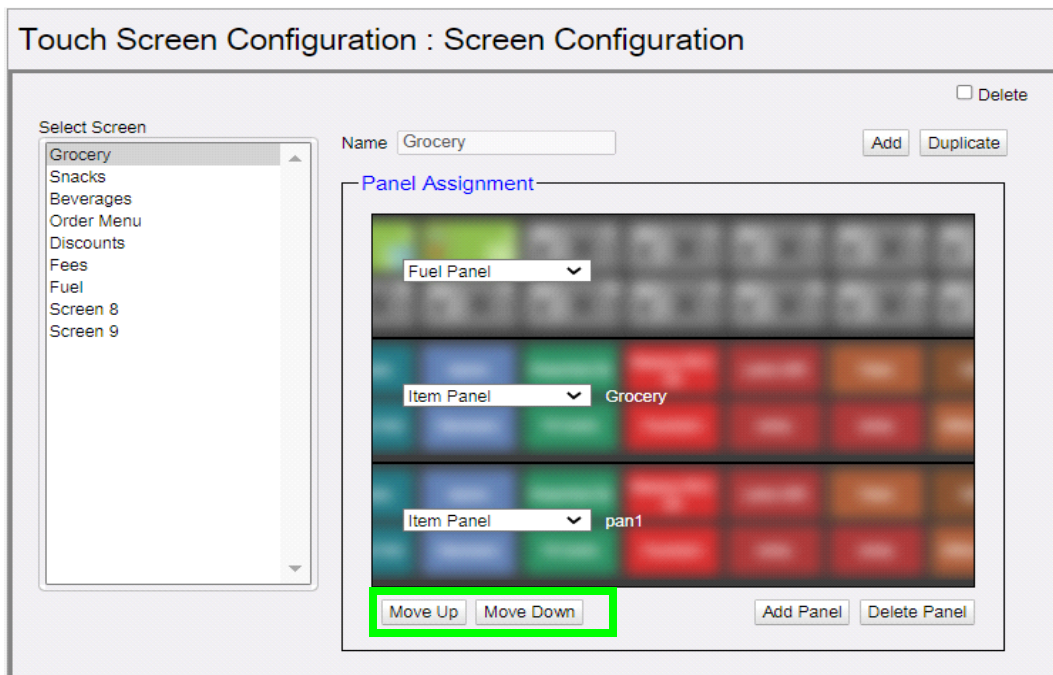 Touch Screen Configuration : Screen Configuration
Delete
Select Screen
Grocery
Snacks
Beverages
Order Menu
Discounts
Fees
Fuel
Screen 8
Screen 9
Name Grocery
Add Duplicate
Panel Assignment
Fuel Panel
Item Panel Grocery
Item Panel pan1
Move Up Move Down
Add Panel Delete Panel